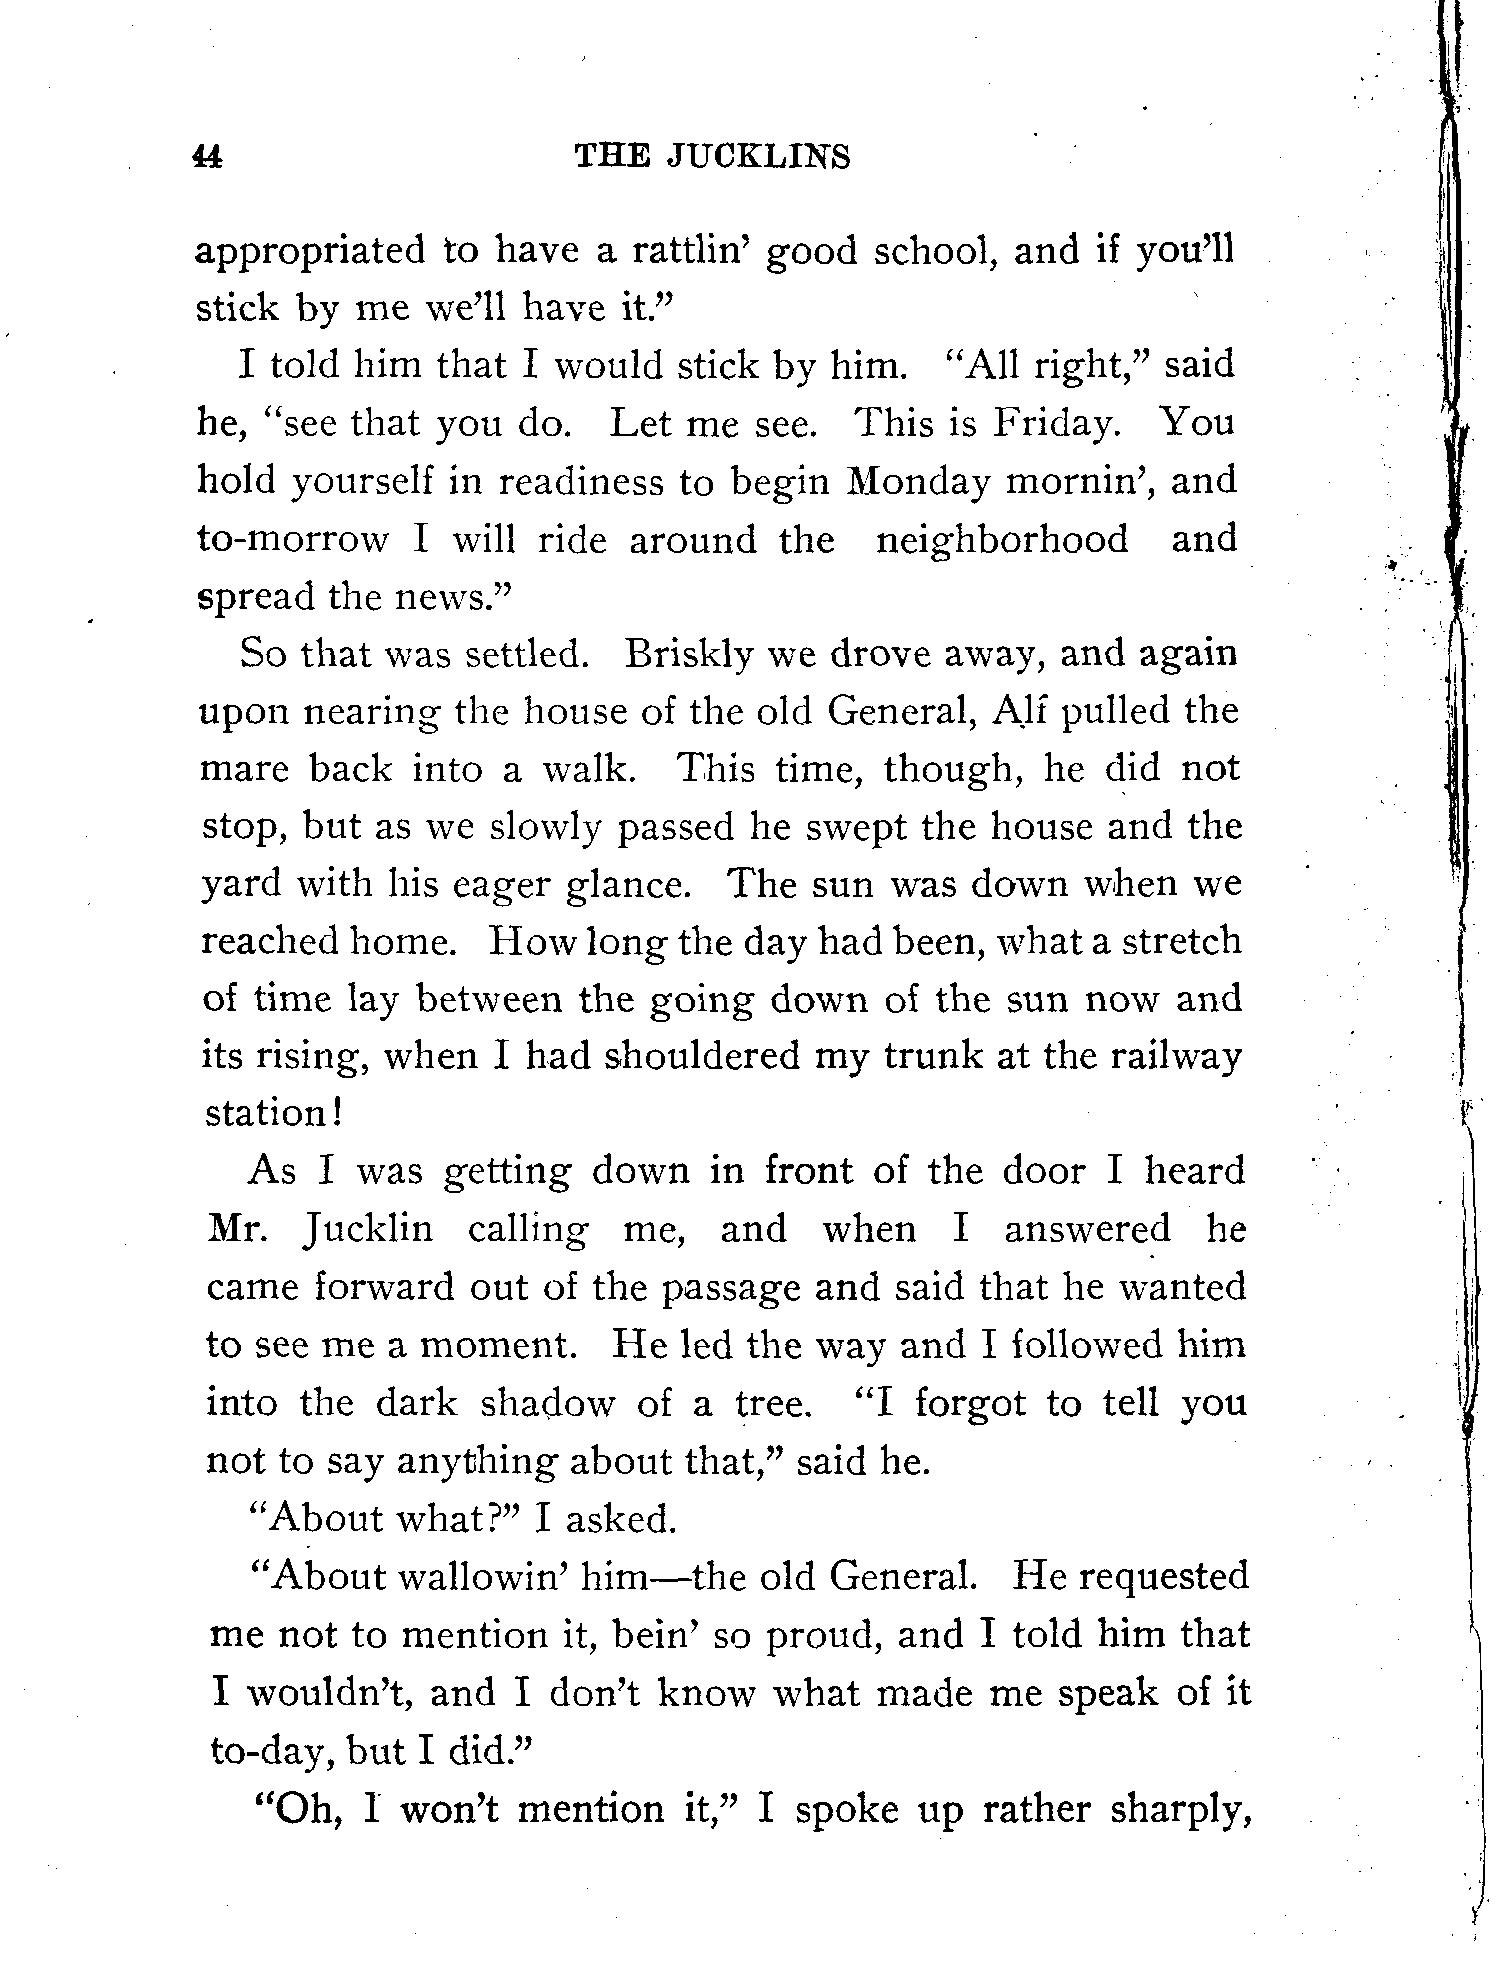 44 THE JUCKLINS
appropriated to have a rattlin' good school, and if you'll
stick by me we'll have it."
I told him that I would stick by him. "All right," said
he, "see that you do. Let me see. This is Friday. You
hold yourself in readiness to begin Monday mornin', and
to-morrow I will ride around the neighborhood and
spread the news."
So that was settled. Briskly we drove away, and again
upon nearing the house of the old General, Alf pulled the
mare back into a walk. This time, though, he did not
stop, but as we slowly passed he swept the house and the
yard with his eager glance. The sun was down when we
reached home. How long the day had been, what a stretch
of time lay between the going down of the sun now and
its rising, when I had shouldered my trunk at the railway
station!
As I was getting down in front of the door I heard
Mr. Jucklin calling me, and when I answered he
came forward out of the passage and said that he wanted
to see me a moment. He led the way and I followed him
into the dark shadow of a tree. "I forgot to tell you
not to say anything about that," said he.
"About what?" I asked.
"About wallowin' him—the old General. He requested
me not to mention it, bein' so proud, and I told him that
I wouldn't, and I don't know what made me speak of it
to-day, but I did."
"Oh, I won't mention it," I spoke up rather sharply,